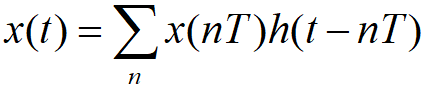 x(t) = ∑ x(nT)h(t − nT)
n